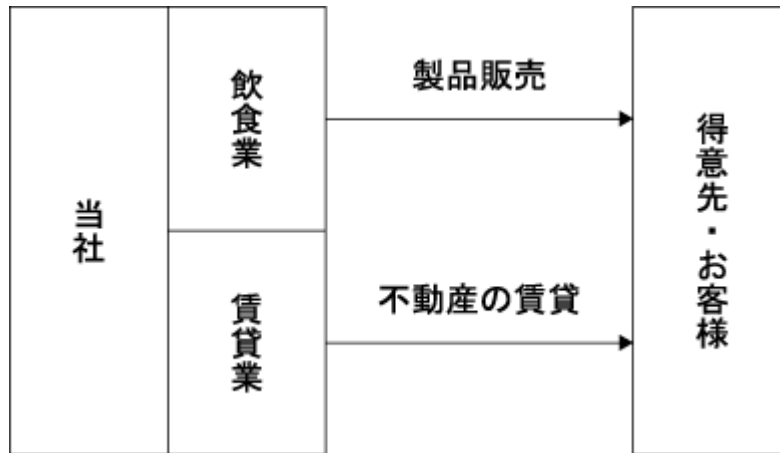 当社
飲食業
製品販売
賃貸業
不動産の賃貸
得意先・お客様